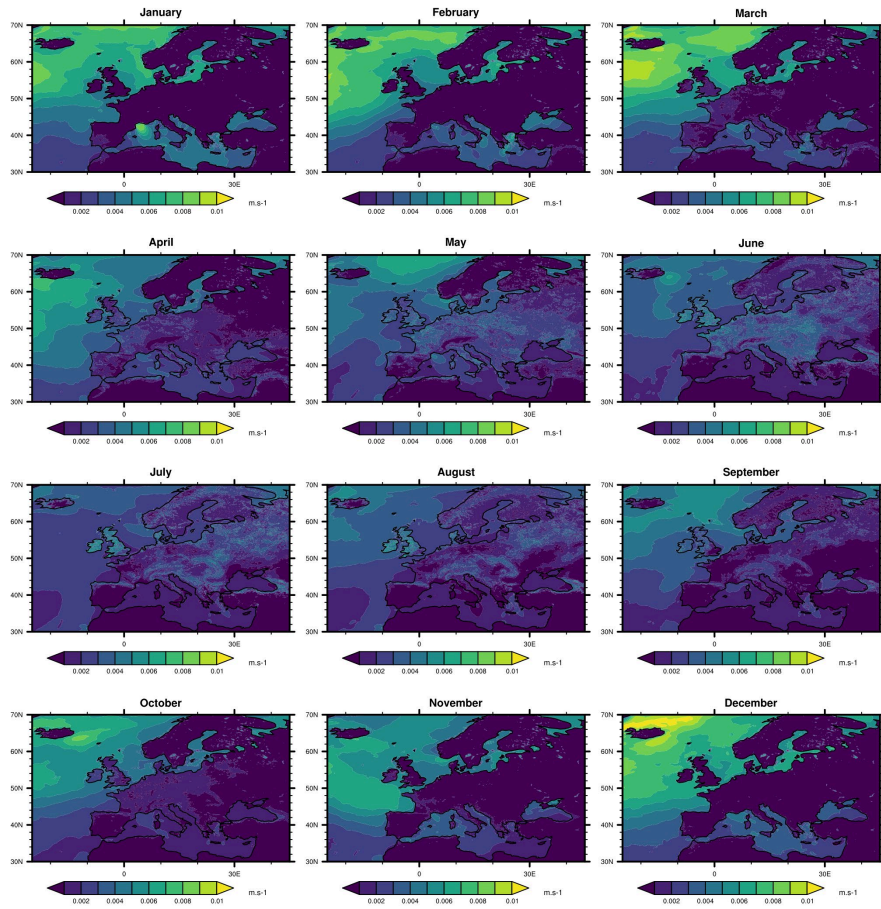 January February March
70N 70N 70N
60N 60N 60N
50N 50N 50N
40N 40N 40N
30N 30N 30N
0 30E 0 30E 0 30E
0.002 0.004 0.006 0.008 0.01 m.s-1 0.002 0.004 0.006 0.008 0.01 m.s-1 0.002 0.004 0.006 0.008 0.01 m.s-1
April May June
70N 70N 70N
60N 60N 60N
50N 50N 50N
40N 40N 40N
30N 30N 30N
0 30E 0 30E 0 30E
0.002 0.004 0.006 0.008 0.01 m.s-1 0.002 0.004 0.006 0.008 0.01 m.s-1 0.002 0.004 0.006 0.008 0.01 m.s-1
July August September
70N 70N 70N
60N 60N 60N
50N 50N 50N
40N 40N 40N
30N 30N 30N
0 30E 0 30E 0 30E
0.002 0.004 0.006 0.008 0.01 m.s-1 0.002 0.004 0.006 0.008 0.01 m.s-1 0.002 0.004 0.006 0.008 0.01 m.s-1
October November December
70N 70N 70N
60N 60N 60N
50N 50N 50N
40N 40N 40N
30N 30N 30N
0 30E 0 30E 0 30E
0.002 0.004 0.006 0.008 0.01 m.s-1 0.002 0.004 0.006 0.008 0.01 m.s-1 0.002 0.004 0.006 0.008 0.01 m.s-1